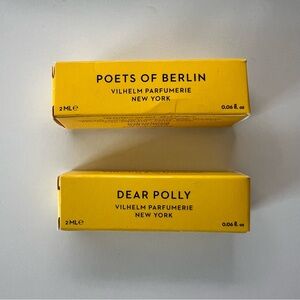 POETS OF BERLIN
VILHELM PARFUMERIE
NEW YORK
2 ML℮
0.06 fl. oz
DEAR POLLY
VILHELM PARFUMERIE
NEW YORK
2 ML℮
0.06 fl. oz